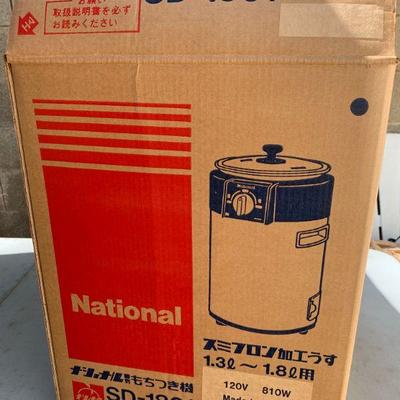 お願い
取扱説明書を必ず
お読みください
National
スミフロン加工うす
1.3ℓ〜1.8ℓ用
ナショナルもちつき機
120V 810W
Made